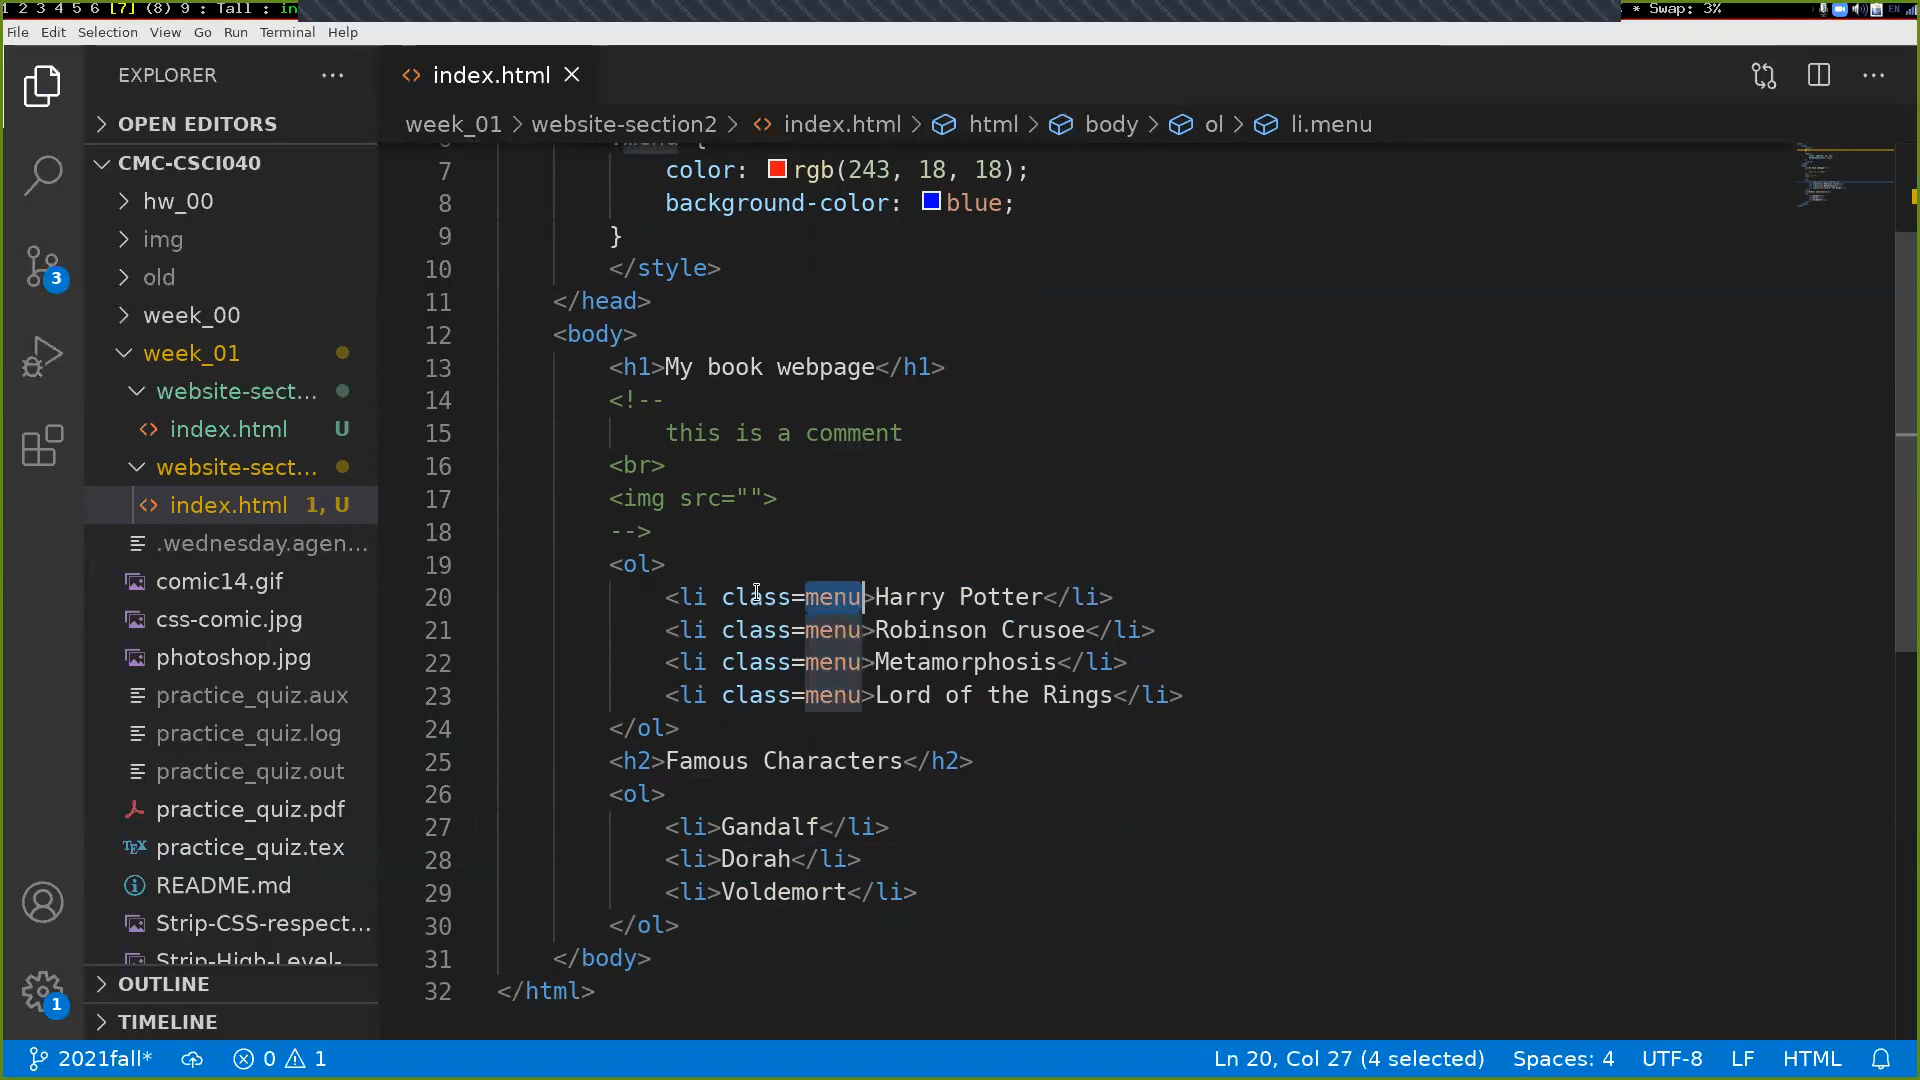 1 2 3 4 5 6 [7] (8) 9 : Tall : in
* Swap: 3%
EN
File Edit Selection View Go Run Terminal Help
EXPLORER ···
index.html
OPEN EDITORS
week_01 > website-section2 > index.html > html > body > ol > li.menu
CMC-CSCI040
hw_00
img
old
week_00
week_01
website-sect...
index.html U
website-sect...
index.html 1, U
.wednesday.agen...
comic14.gif
css-comic.jpg
photoshop.jpg
practice_quiz.aux
practice_quiz.log
practice_quiz.out
practice_quiz.pdf
practice_quiz.tex
README.md
Strip-CSS-respect...
Strip-High-Level-
OUTLINE
TIMELINE
3
1
7 color: rgb(243, 18, 18);
8 background-color: blue;
9 }
10 </style>
11 </head>
12 <body>
13 <h1>My book webpage</h1>
14 <!--
15 this is a comment
16 <br>
17 <img src="">
18 -->
19 <ol>
20 <li class=menu>Harry Potter</li>
21 <li class=menu>Robinson Crusoe</li>
22 <li class=menu>Metamorphosis</li>
23 <li class=menu>Lord of the Rings</li>
24 </ol>
25 <h2>Famous Characters</h2>
26 <ol>
27 <li>Gandalf</li>
28 <li>Dorah</li>
29 <li>Voldemort</li>
30 </ol>
31 </body>
32 </html>
2021fall* 0 1 Ln 20, Col 27 (4 selected) Spaces: 4 UTF-8 LF HTML